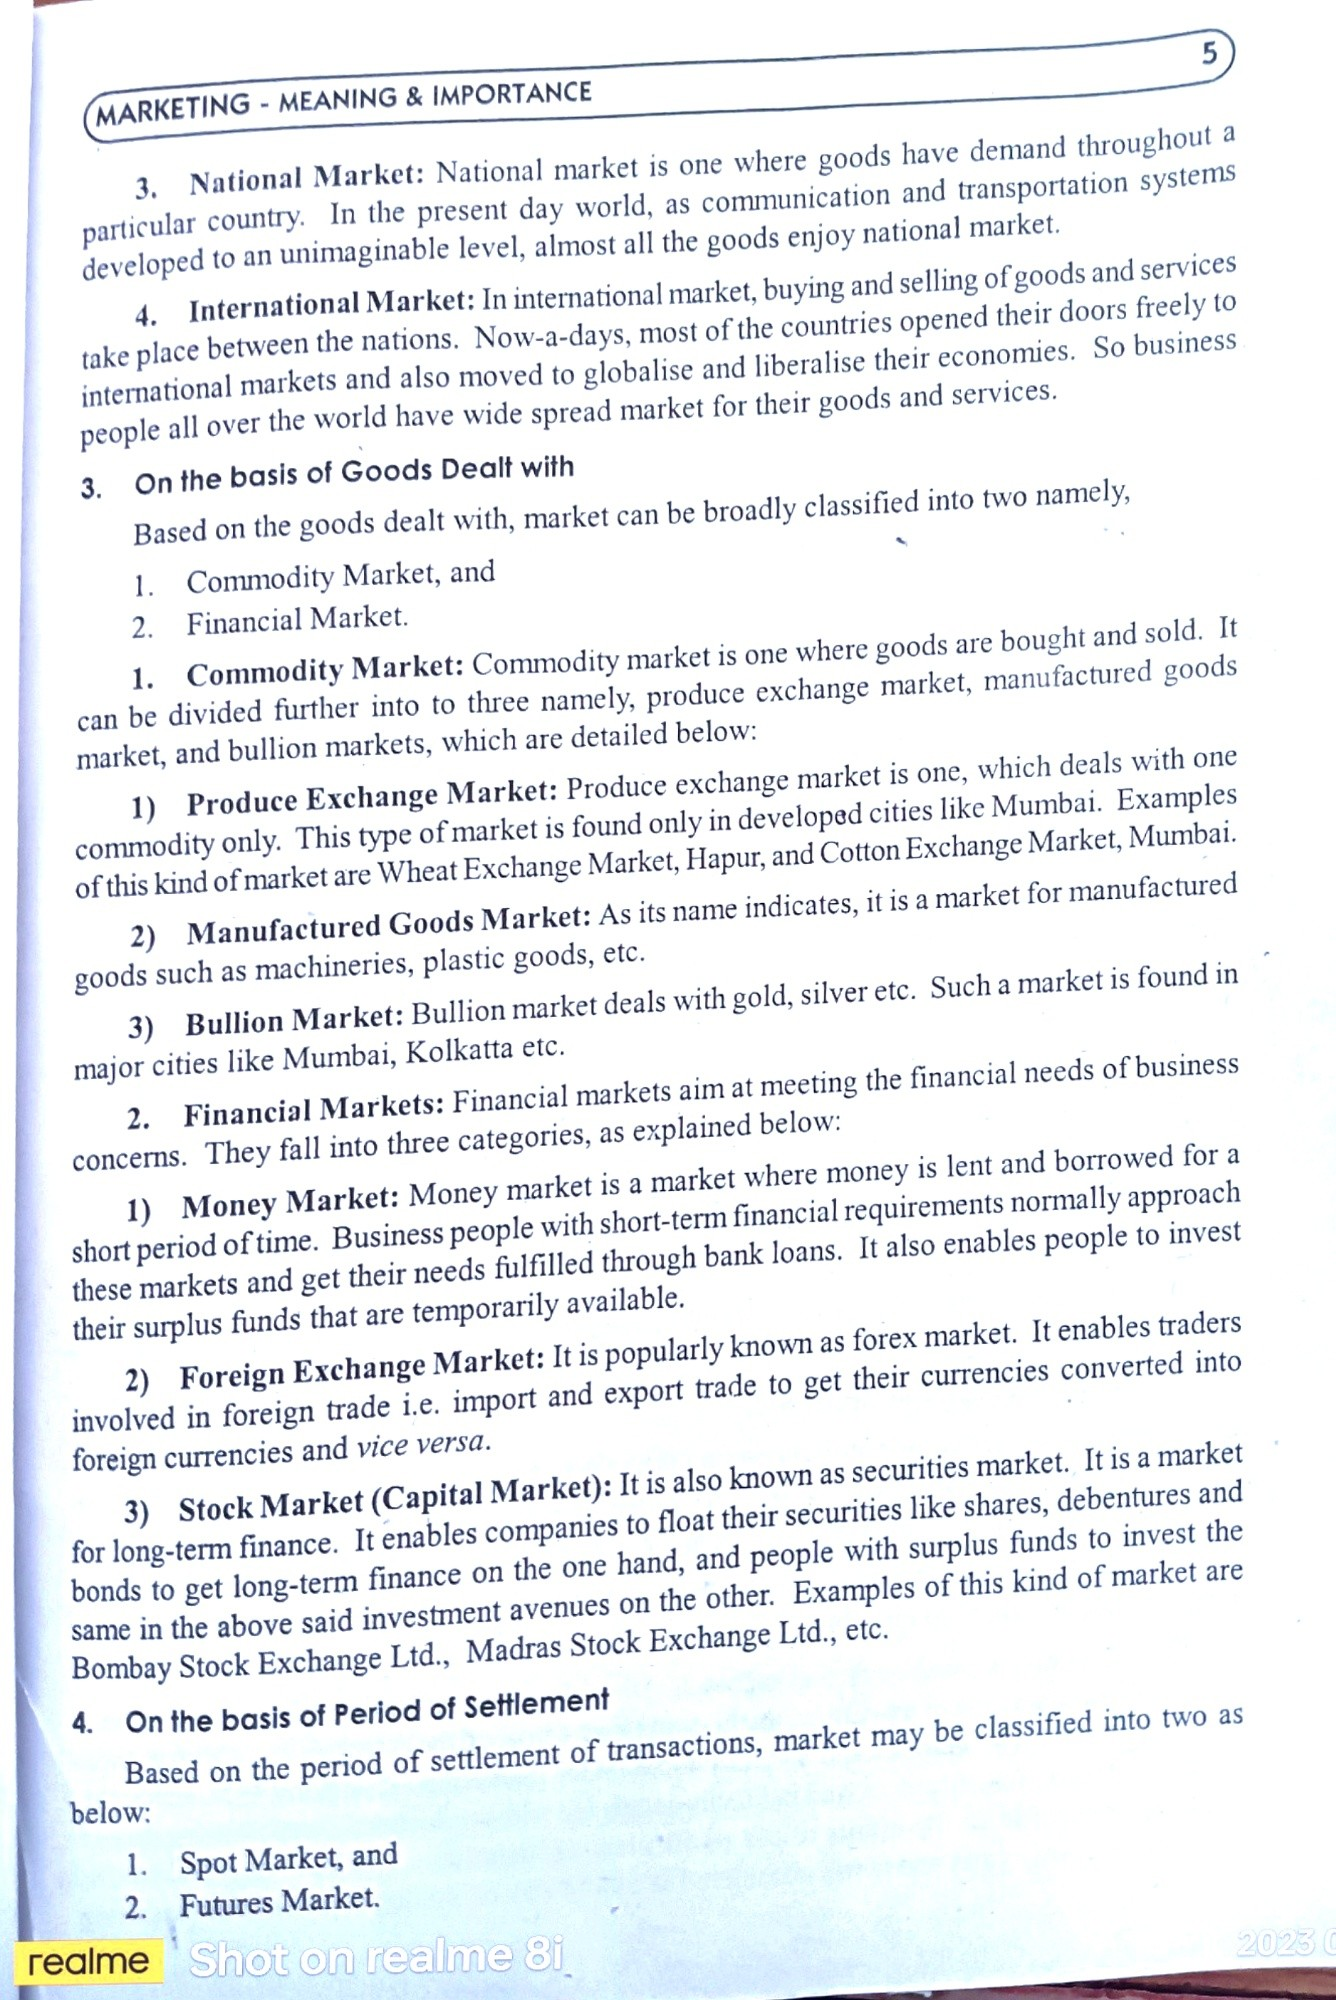 MARKETING - MEANING & IMPORTANCE 5
3. National Market: National market is one where goods have demand throughout a
particular country. In the present day world, as communication and transportation systems
developed to an unimaginable level, almost all the goods enjoy national market.
4. International Market: In international market, buying and selling of goods and services
take place between the nations. Now-a-days, most of the countries opened their doors freely to
international markets and also moved to globalise and liberalise their economies. So business
people all over the world have wide spread market for their goods and services.
3. On the basis of Goods Dealt with
Based on the goods dealt with, market can be broadly classified into two namely,
1. Commodity Market, and
2. Financial Market.
1. Commodity Market: Commodity market is one where goods are bought and sold. It
can be divided further into to three namely, produce exchange market, manufactured goods
market, and bullion markets, which are detailed below:
1) Produce Exchange Market: Produce exchange market is one, which deals with one
commodity only. This type of market is found only in developed cities like Mumbai. Examples
of this kind of market are Wheat Exchange Market, Hapur, and Cotton Exchange Market, Mumbai.
2) Manufactured Goods Market: As its name indicates, it is a market for manufactured
goods such as machineries, plastic goods, etc.
3) Bullion Market: Bullion market deals with gold, silver etc. Such a market is found in
major cities like Mumbai, Kolkatta etc.
2. Financial Markets: Financial markets aim at meeting the financial needs of business
concerns. They fall into three categories, as explained below:
1) Money Market: Money market is a market where money is lent and borrowed for a
short period of time. Business people with short-term financial requirements normally approach
these markets and get their needs fulfilled through bank loans. It also enables people to invest
their surplus funds that are temporarily available.
2) Foreign Exchange Market: It is popularly known as forex market. It enables traders
involved in foreign trade i.e. import and export trade to get their currencies converted into
foreign currencies and vice versa.
3) Stock Market (Capital Market): It is also known as securities market. It is a market
for long-term finance. It enables companies to float their securities like shares, debentures and
bonds to get long-term finance on the one hand, and people with surplus funds to invest the
same in the above said investment avenues on the other. Examples of this kind of market are
Bombay Stock Exchange Ltd., Madras Stock Exchange Ltd., etc.
4. On the basis of Period of Settlement
Based on the period of settlement of transactions, market may be classified into two as
below:
1. Spot Market, and
2. Futures Market.
realme Shot on realme 8i 2023